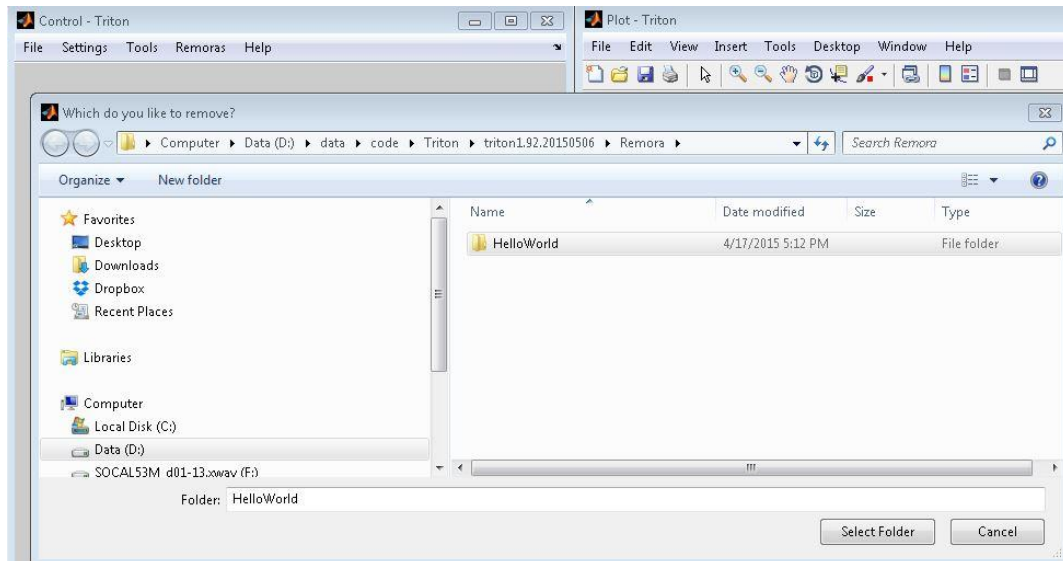 Control - Triton
File Settings Tools Remoras Help
Plot - Triton
File Edit View Insert Tools Desktop Window Help
Which do you like to remove?
Computer Data (D:) data code Triton triton1.92.20150506 Remora
Search Remora
Organize New folder
Favorites
Desktop
Downloads
Dropbox
Recent Places
Libraries
Computer
Local Disk (C:)
Data (D:)
SOCAL53M_d01-13.xwav (F:)
Name Date modified Size Type
HelloWorld 4/17/2015 5:12 PM File folder
Folder: HelloWorld
Select Folder Cancel